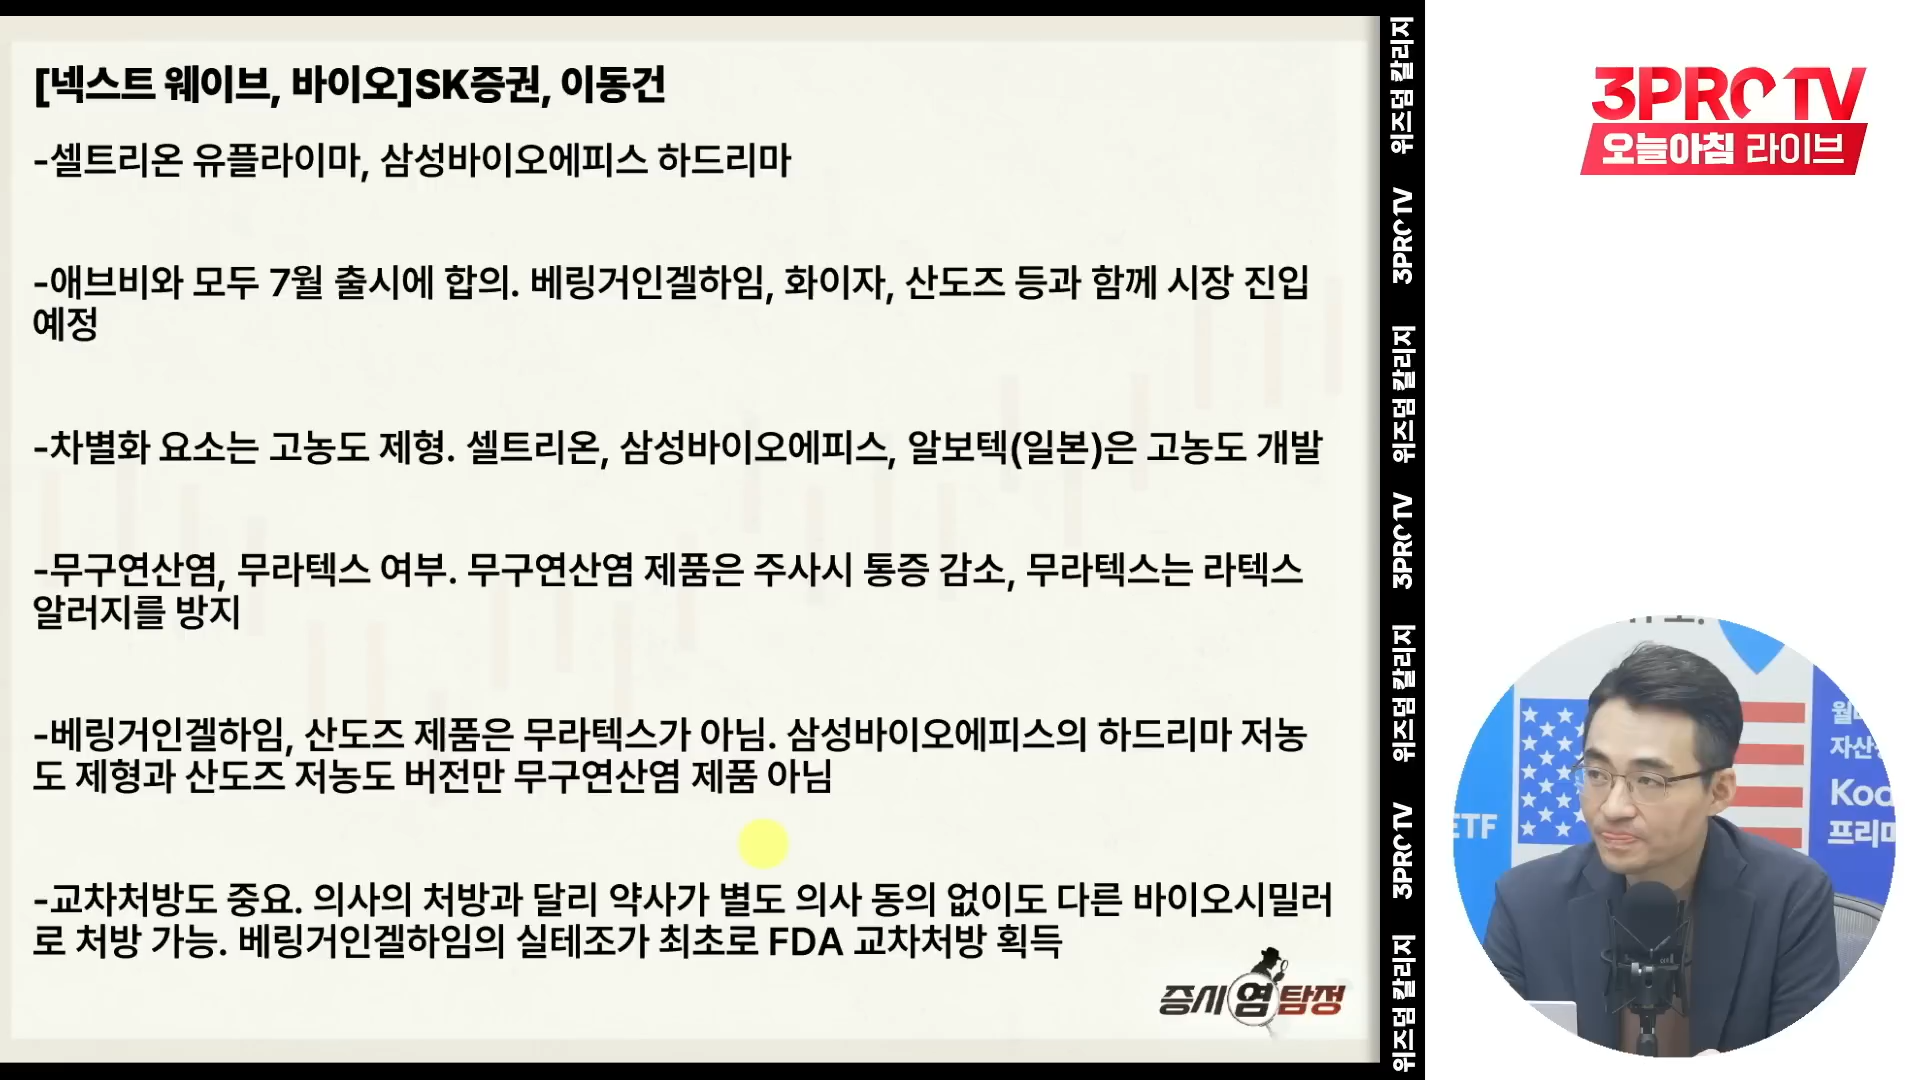 [넥스트 웨이브, 바이오]SK증권, 이동건
-셀트리온 유플라이마, 삼성바이오에피스 하드리마
-애브비와 모두 7월 출시에 합의. 베링거인겔하임, 화이자, 산도즈 등과 함께 시장 진입
예정
-차별화 요소는 고농도 제형. 셀트리온, 삼성바이오에피스, 알보텍(일본)은 고농도 개발
-무구연산염, 무라텍스 여부. 무구연산염 제품은 주사시 통증 감소, 무라텍스는 라텍스
알러지를 방지
-베링거인겔하임, 산도즈 제품은 무라텍스가 아님. 삼성바이오에피스의 하드리마 저농
도 제형과 산도즈 저농도 버전만 무구연산염 제품 아님
-교차처방도 중요. 의사의 처방과 달리 약사가 별도 의사 동의 없이도 다른 바이오시밀러
로 처방 가능. 베링거인겔하임의 실테조가 최초로 FDA 교차처방 획득
증시 염 탐정
위즈덤 칼리지
3PROTV
위즈덤 칼리지
3PROTV
위즈덤 칼리지
3PROTV
위즈덤 칼리지
3PROTV
오늘아침 라이브
ETF
자산
Kod
프리미